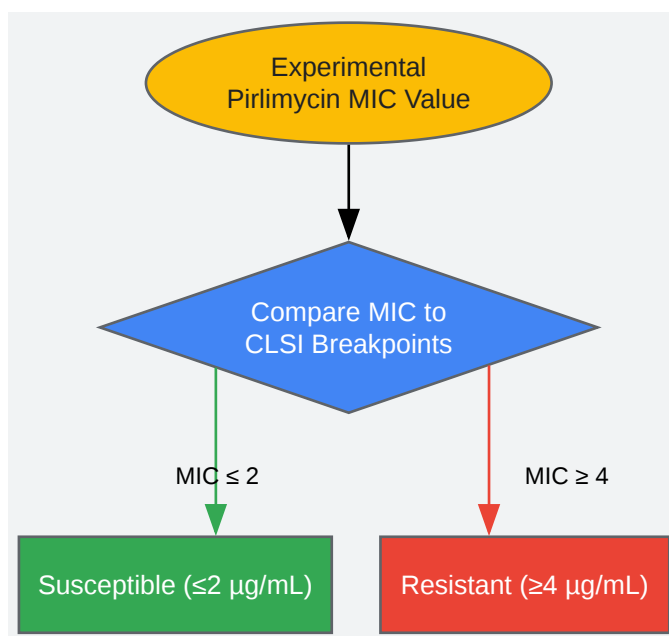 Experimental
Pirlimycin MIC Value
Compare MIC to
CLSI Breakpoints
MIC ≤ 2
MIC ≥ 4
Susceptible (≤2 µg/mL)
Resistant (≥4 µg/mL)